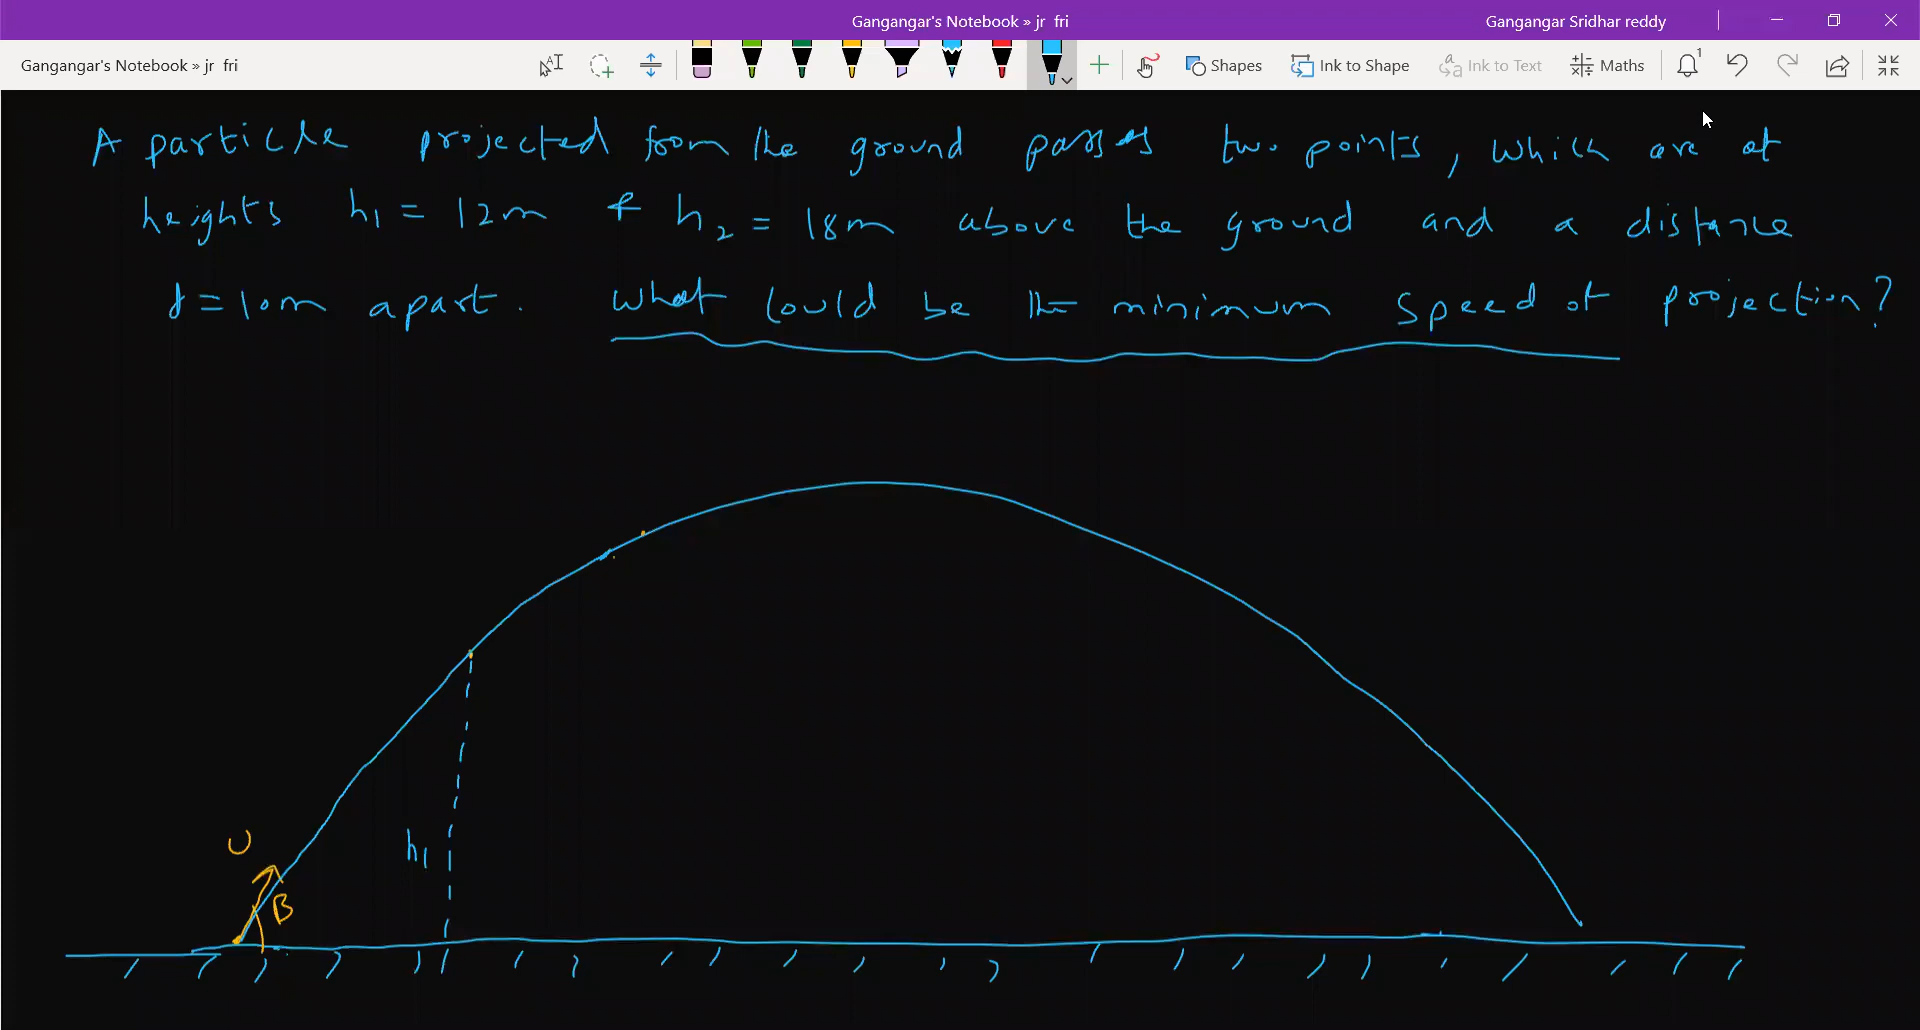 Gangangar's Notebook » jr fri
Gangangar Sridhar reddy
Gangangar's Notebook » jr fri
Shapes
Ink to Shape
Ink to Text
Maths
1
A particle projected from the ground passes two points, which are at
heights h₁ = 12m & h₂ = 18m above the ground and a distance
d = 10m apart. What could be the minimum speed of projection?
U
h₁
B